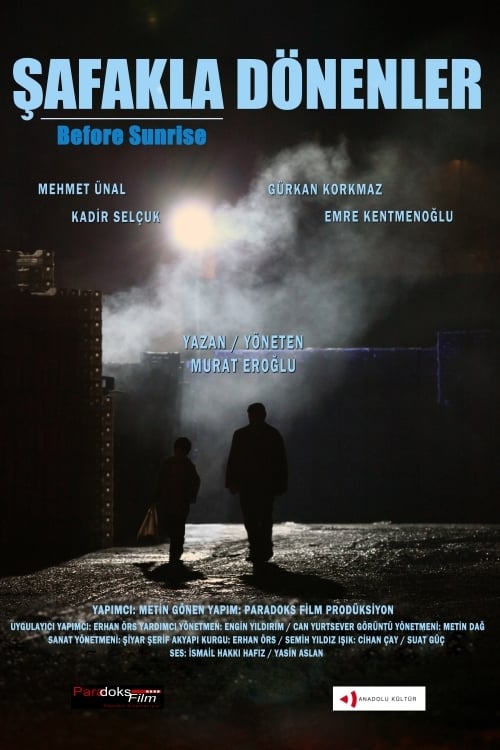 ŞAFAKLA DÖNENLER
Before Sunrise
MEHMET ÜNAL GÜRKAN KORKMAZ
KADİR SELÇUK EMRE KENTMENOĞLU
YAZAN / YÖNETEN
MURAT EROĞLU
YAPIMCI: METİN GÖNEN YAPIM: PARADOKS FİLM PRODÜKSİYON
UYGULAYICI YAPIMCI: ERHAN ÖRS YARDIMCI YÖNETMEN: ENGİN YILDIRIM / CAN YURTSEVER GÖRÜNTÜ YÖNETMENİ: METİN DAĞ
SANAT YÖNETMENİ: ŞİYAR ŞERİF AKYAPI KURGU: ERHAN ÖRS / SEMİH YILDIZ IŞIK: CİHAN ÇAY / SUAT GÜÇ
SES: İSMAİL HAKKI HAFIZ / YASİN ASLAN
Paradoks
Film
ANADOLU KÜLTÜR